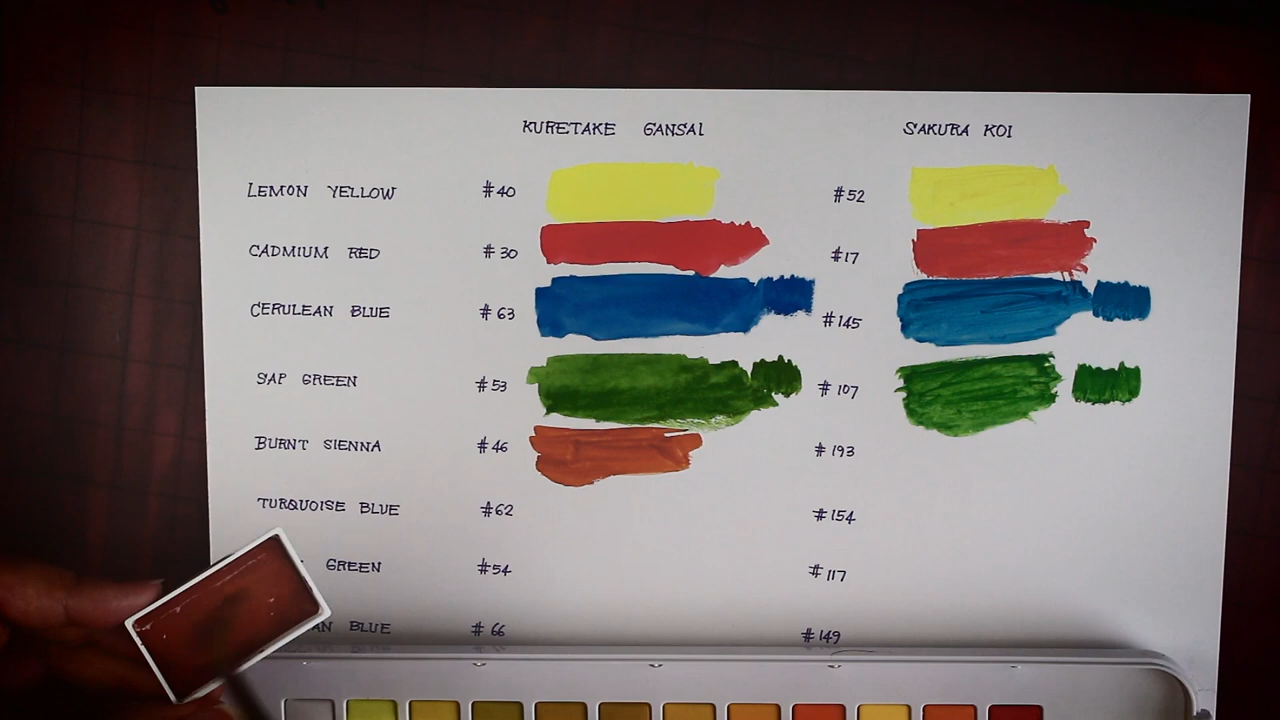 KURETAKE GANSAI SAKURA KOI
LEMON YELLOW #40 #52
CADMIUM RED #30 #17
CERULEAN BLUE #63 #145
SAP GREEN #53 #107
BURNT SIENNA #46 #193
TURQUOISE BLUE #62 #154
GREEN #54 #117
BLUE #66 #149